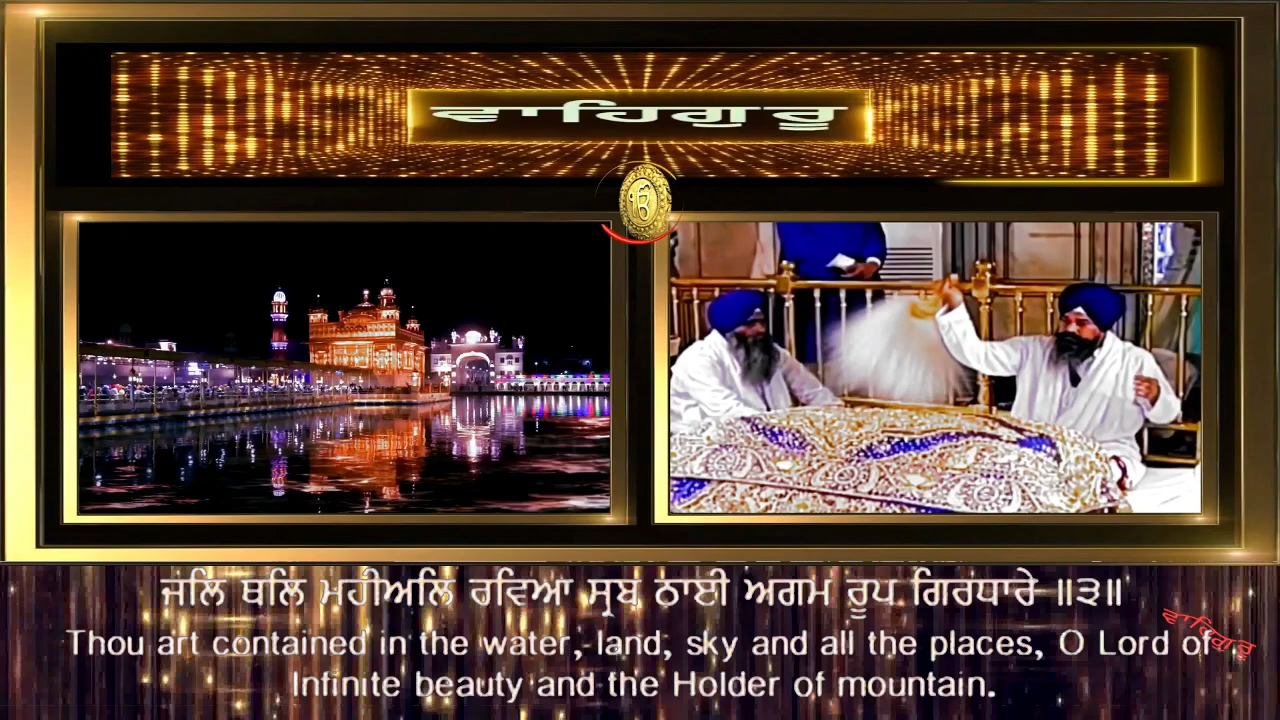 ਵਾਹਿਗੁਰੂ
ੴ
ਜਲਿ ਥਲਿ ਮਹੀਅਲਿ ਰਵਿਆ ਸ੍ਰਬ ਠਾਈ ਅਗਮ ਰੂਪ ਗਿਰਧਾਰੇ ॥੩॥
ਵਾਹਿਗੁਰੂ
Thou art contained in the water, land, sky and all the places, O Lord of
Infinite beauty and the Holder of mountain.